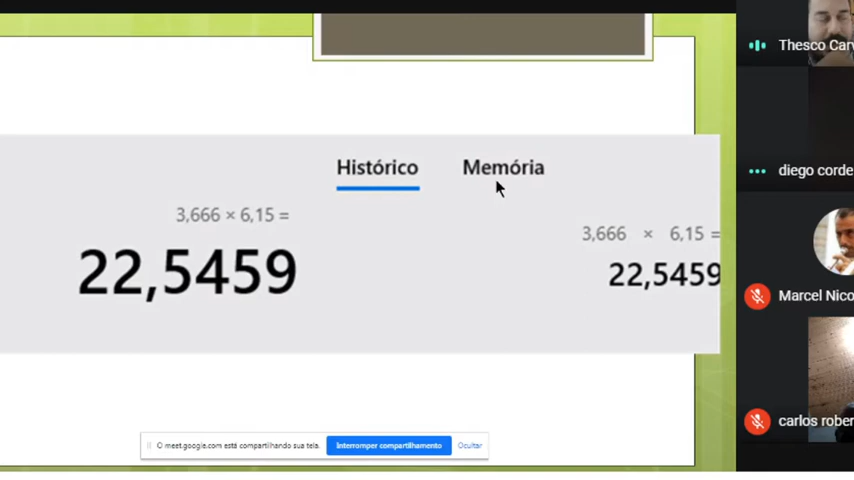 Histórico Memória
3,666 × 6,15 =
22,5459
3,666 × 6,15 =
22,5459
O meet.google.com está compartilhando sua tela.
Interromper compartilhamento
Ocultar
Thesco Carv
diego corde
Marcel Nico
carlos rober